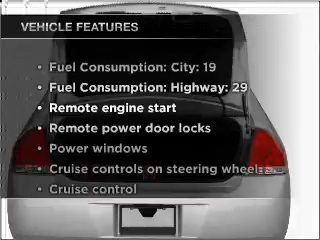 VEHICLE FEATURES
• Fuel Consumption: City: 19
• Fuel Consumption: Highway: 29
• Remote engine start
• Remote power door locks
• Power windows
• Cruise controls on steering wheel
• Cruise control